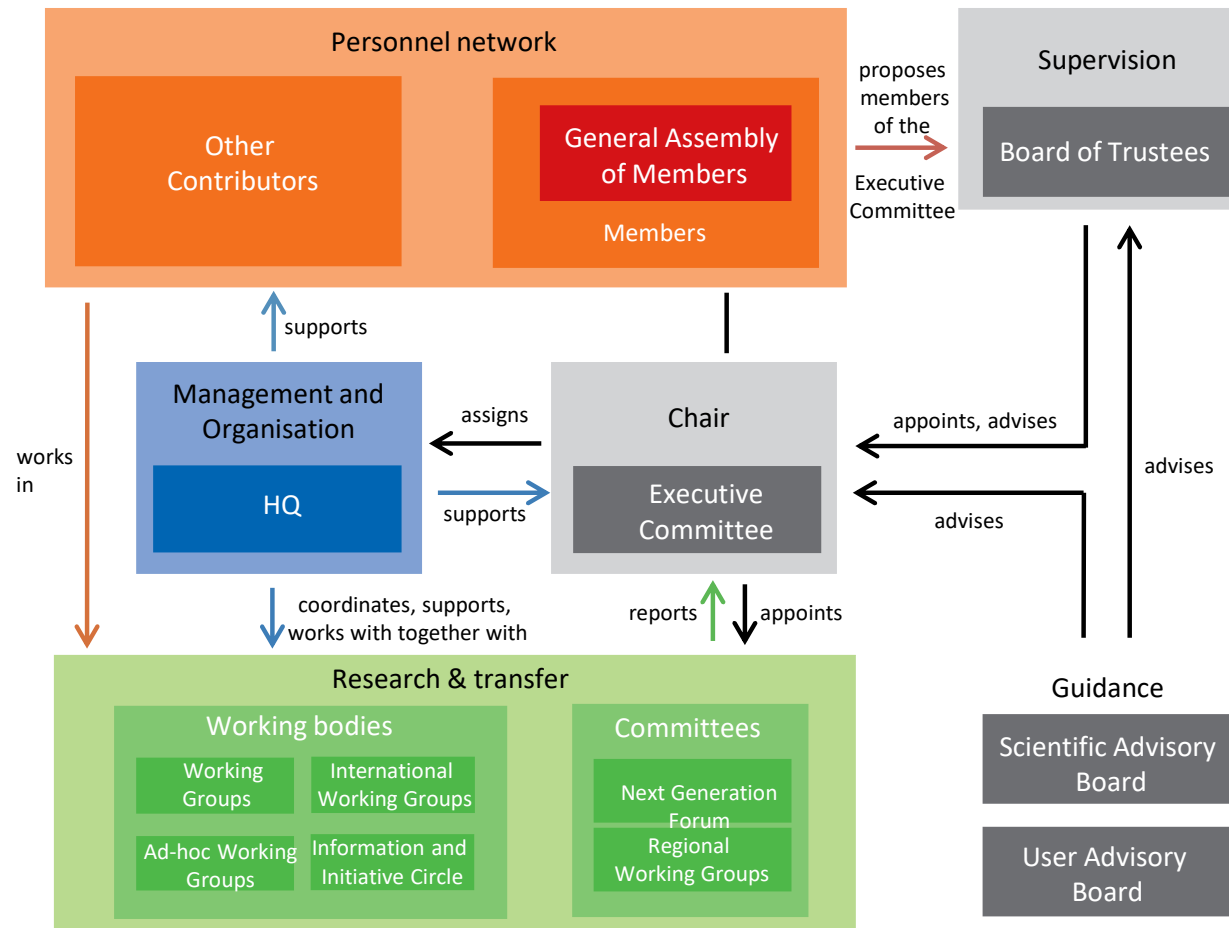 Personnel network
Other
Contributors
General Assembly
of Members
Members
proposes
members
of the
Executive
Committee
Supervision
Board of Trustees
supports
Management and
Organisation
HQ
assigns
supports
Chair
Executive
Committee
appoints, advises
advises
advises
works
in
coordinates, supports,
works with together with
reports
appoints
Research & transfer
Working bodies
Working
Groups
International
Working Groups
Ad-hoc Working
Groups
Information and
Initiative Circle
Committees
Next Generation
Forum
Regional
Working Groups
Guidance
Scientific Advisory
Board
User Advisory
Board